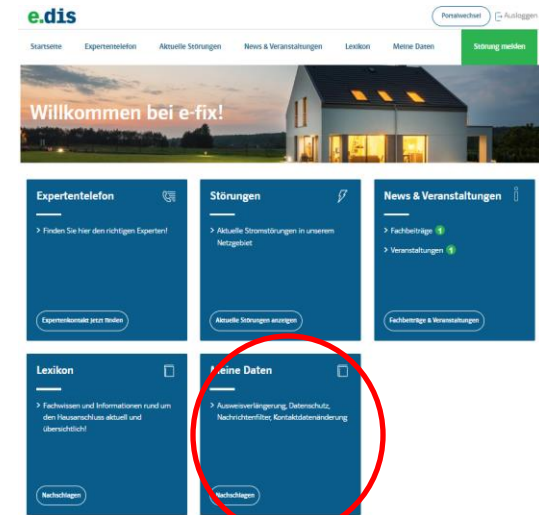 e.dis
Portalwechsel
Ausloggen
Startseite Expertentelefon Aktuelle Störungen News & Veranstaltungen Lexikon Meine Daten Störung melden
Willkommen bei e-fix!
Expertentelefon
> Finden Sie hier den richtigen Experten!
Expertenkontakt jetzt finden
Störungen
> Aktuelle Stromstörungen in unserem
Netzgebiet
Aktuelle Störungen anzeigen
News & Veranstaltungen
> Fachbeiträge 1
> Veranstaltungen 1
Fachbeiträge & Veranstaltungen
Lexikon
> Fachwissen und Informationen rund um
den Hausanschluss aktuell und
übersichtlich!
Nachschlagen
Meine Daten
> Ausweisverlängerung, Datenschutz,
Nachrichtenfilter, Kontaktdatenänderung
Nachschlagen